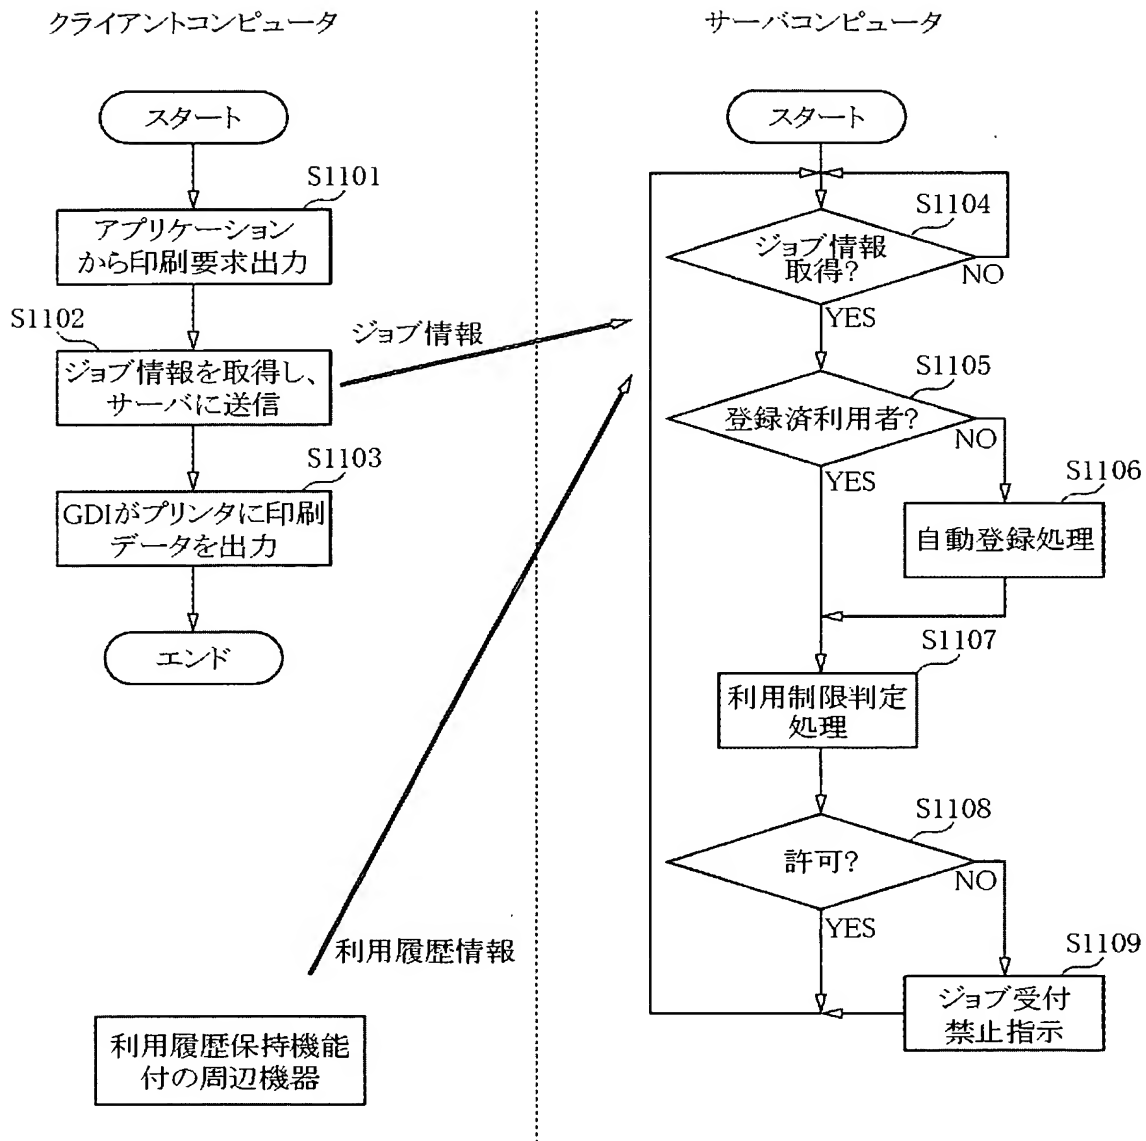 クライアントコンピュータ
スタート
S1101
アプリケーション
から印刷要求出力
S1102
ジョブ情報を取得し、
サーバに送信
ジョブ情報
S1103
GDIがプリンタに印刷
データを出力
エンド
利用履歴情報
利用履歴保持機能
付の周辺機器
サーバコンピュータ
スタート
S1104
ジョブ情報
取得?
NO
YES
S1105
登録済利用者?
NO
YES
S1106
自動登録処理
S1107
利用制限判定
処理
S1108
許可?
NO
YES
S1109
ジョブ受付
禁止指示